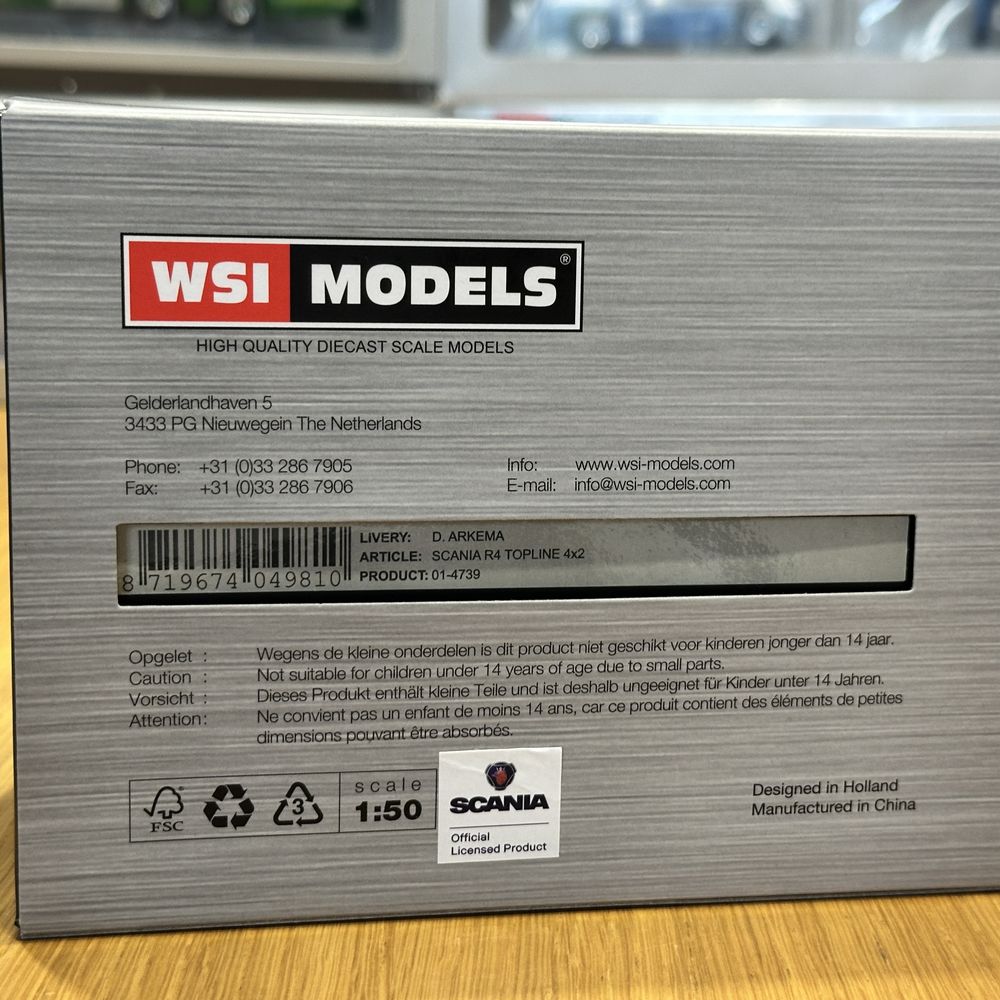 WSI MODELS®
HIGH QUALITY DIECAST SCALE MODELS
Gelderlandhaven 5
3433 PG Nieuwegein The Netherlands
Phone: +31 (0)33 286 7905
Fax: +31 (0)33 286 7906
Info: www.wsi-models.com
E-mail: info@wsi-models.com
8 719674 049810
LIVERY: D. ARKEMA
ARTICLE: SCANIA R4 TOPLINE 4x2
PRODUCT: 01-4739
Opgelet : Wegens de kleine onderdelen is dit product niet geschikt voor kinderen jonger dan 14 jaar.
Caution : Not suitable for children under 14 years of age due to small parts.
Vorsicht : Dieses Produkt enthält kleine Teile und ist deshalb ungeeignet für Kinder unter 14 Jahren.
Attention: Ne convient pas un enfant de moins 14 ans, car ce produit contient des éléments de petites
dimensions pouvant être absorbés.
FSC
3
scale
1:50
SCANIA
Official
Licensed Product
Designed in Holland
Manufactured in China